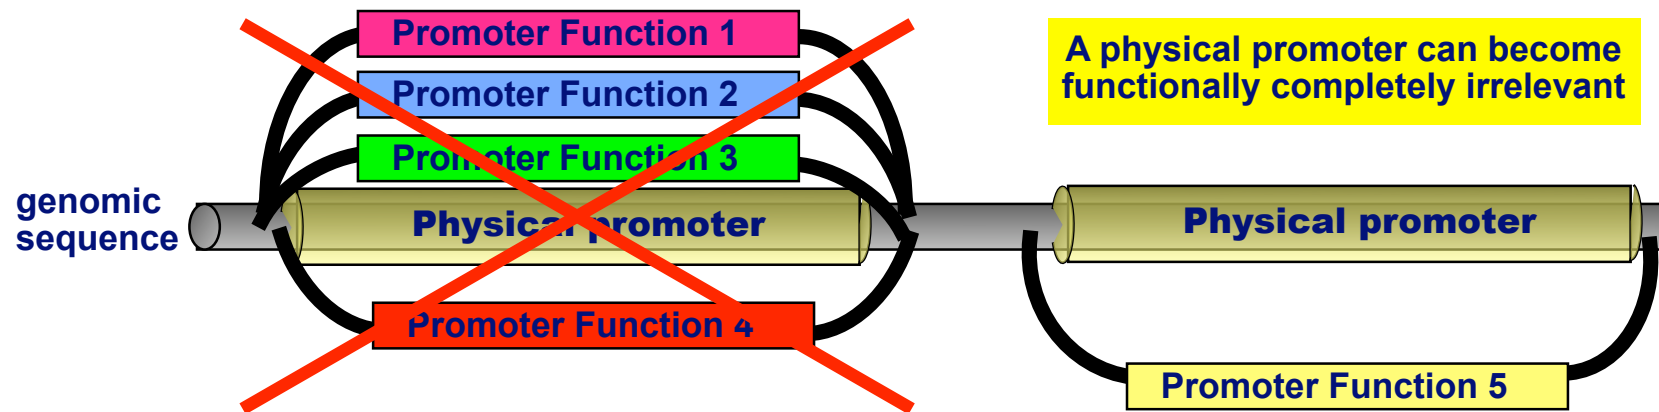 Promoter Function 1
A physical promoter can become
functionally completely irrelevant
Promoter Function 2
Promoter Function 3
genomic
sequence
Physical promoter
Physical promoter
Promoter Function 4
Promoter Function 5